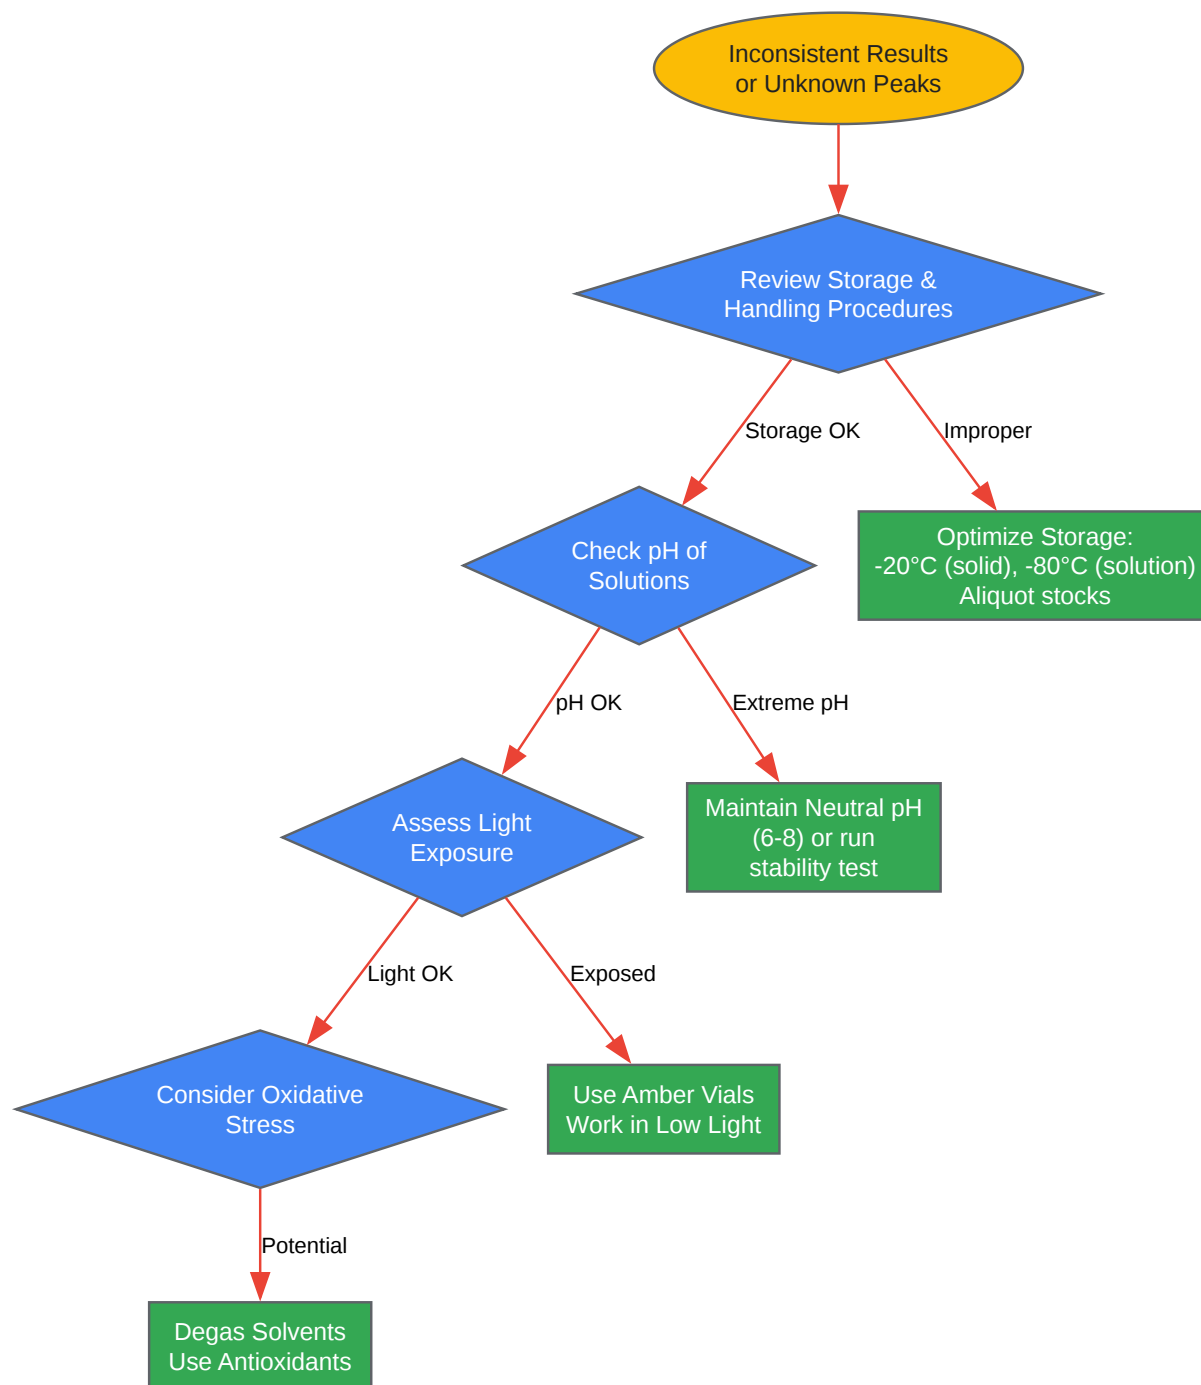 Inconsistent Results
or Unknown Peaks
Review Storage &
Handling Procedures
Storage OK
Improper
Check pH of
Solutions
Optimize Storage:
-20°C (solid), -80°C (solution)
Aliquot stocks
pH OK
Extreme pH
Assess Light
Exposure
Maintain Neutral pH
(6-8) or run
stability test
Light OK
Exposed
Consider Oxidative
Stress
Use Amber Vials
Work in Low Light
Potential
Degas Solvents
Use Antioxidants